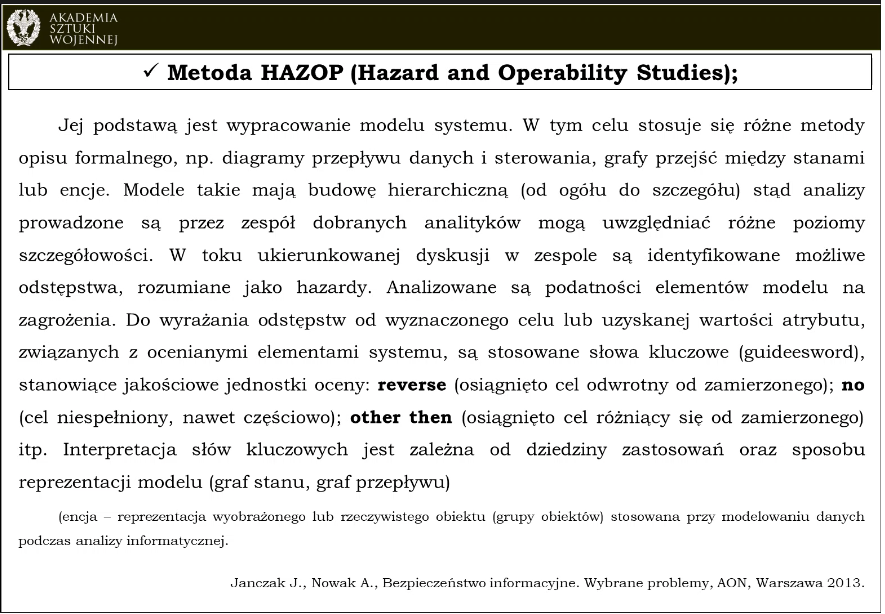 AKADEMIA
SZTUKI
WOJENNEJ
✓ Metoda HAZOP (Hazard and Operability Studies);
Jej podstawą jest wypracowanie modelu systemu. W tym celu stosuje się różne metody
opisu formalnego, np. diagramy przepływu danych i sterowania, grafy przejść między stanami
lub encje. Modele takie mają budowę hierarchiczną (od ogółu do szczegółu) stąd analizy
prowadzone są przez zespół dobranych analityków mogą uwzględniać różne poziomy
szczegółowości. W toku ukierunkowanej dyskusji w zespole są identyfikowane możliwe
odstępstwa, rozumiane jako hazardy. Analizowane są podatności elementów modelu na
zagrożenia. Do wyrażania odstępstw od wyznaczonego celu lub uzyskanej wartości atrybutu,
związanych z ocenianymi elementami systemu, są stosowane słowa kluczowe (guideesword),
stanowiące jakościowe jednostki oceny: reverse (osiągnięto cel odwrotny od zamierzonego); no
(cel niespełniony, nawet częściowo); other then (osiągnięto cel różniący się od zamierzonego)
itp. Interpretacja słów kluczowych jest zależna od dziedziny zastosowań oraz sposobu
reprezentacji modelu (graf stanu, graf przepływu)
(encja – reprezentacja wyobrażonego lub rzeczywistego obiektu (grupy obiektów) stosowana przy modelowaniu danych
podczas analizy informatycznej.
Janczak J., Nowak A., Bezpieczeństwo informacyjne. Wybrane problemy, AON, Warszawa 2013.